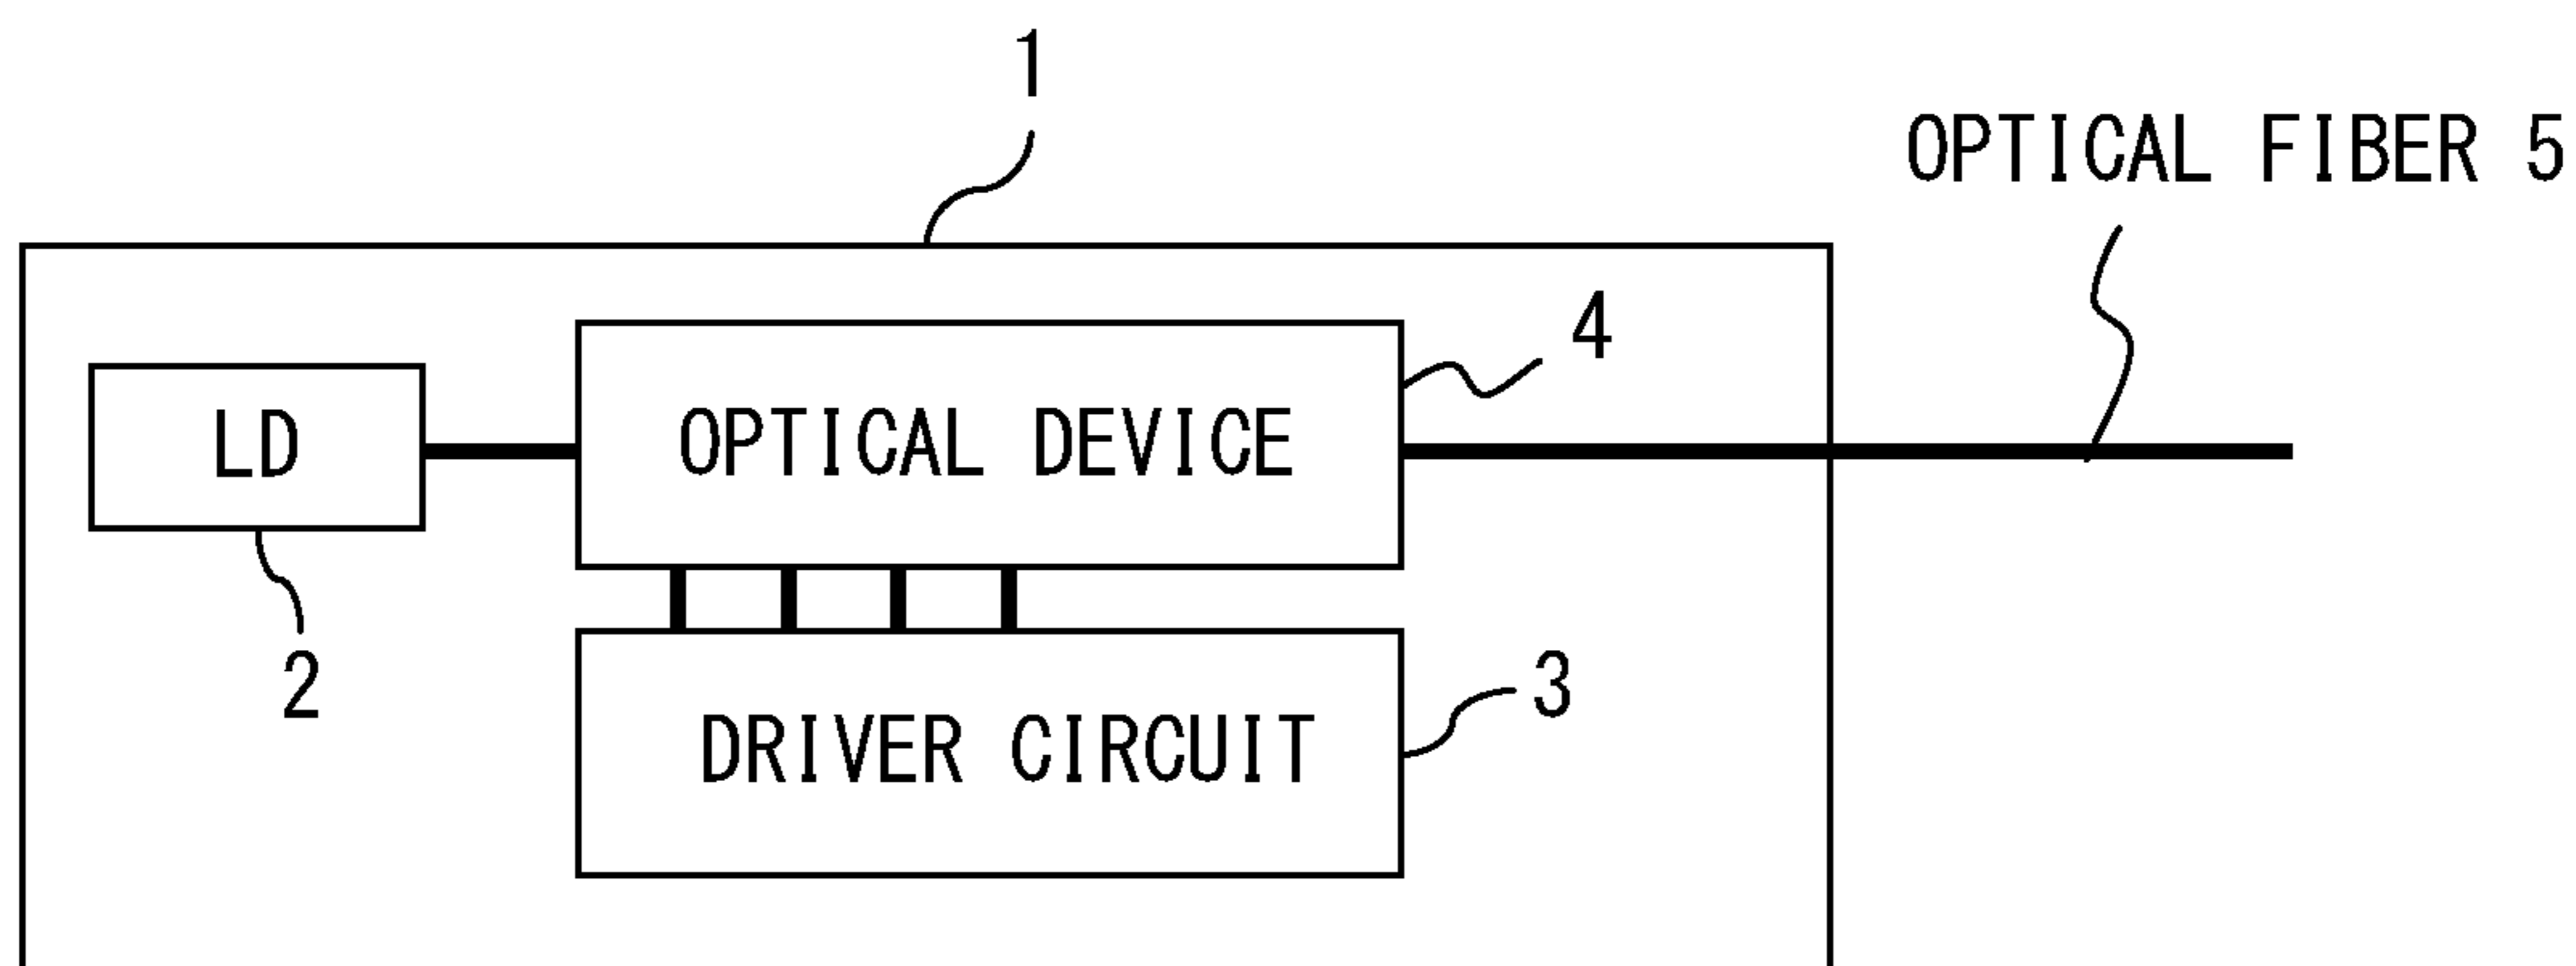 1
OPTICAL FIBER 5
4
LD
OPTICAL DEVICE
2
3
DRIVER CIRCUIT